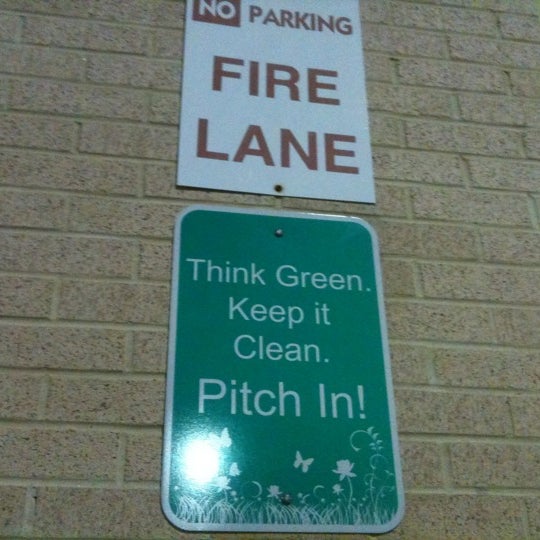 NO PARKING
FIRE
LANE
Think Green.
Keep it
Clean.
Pitch In!